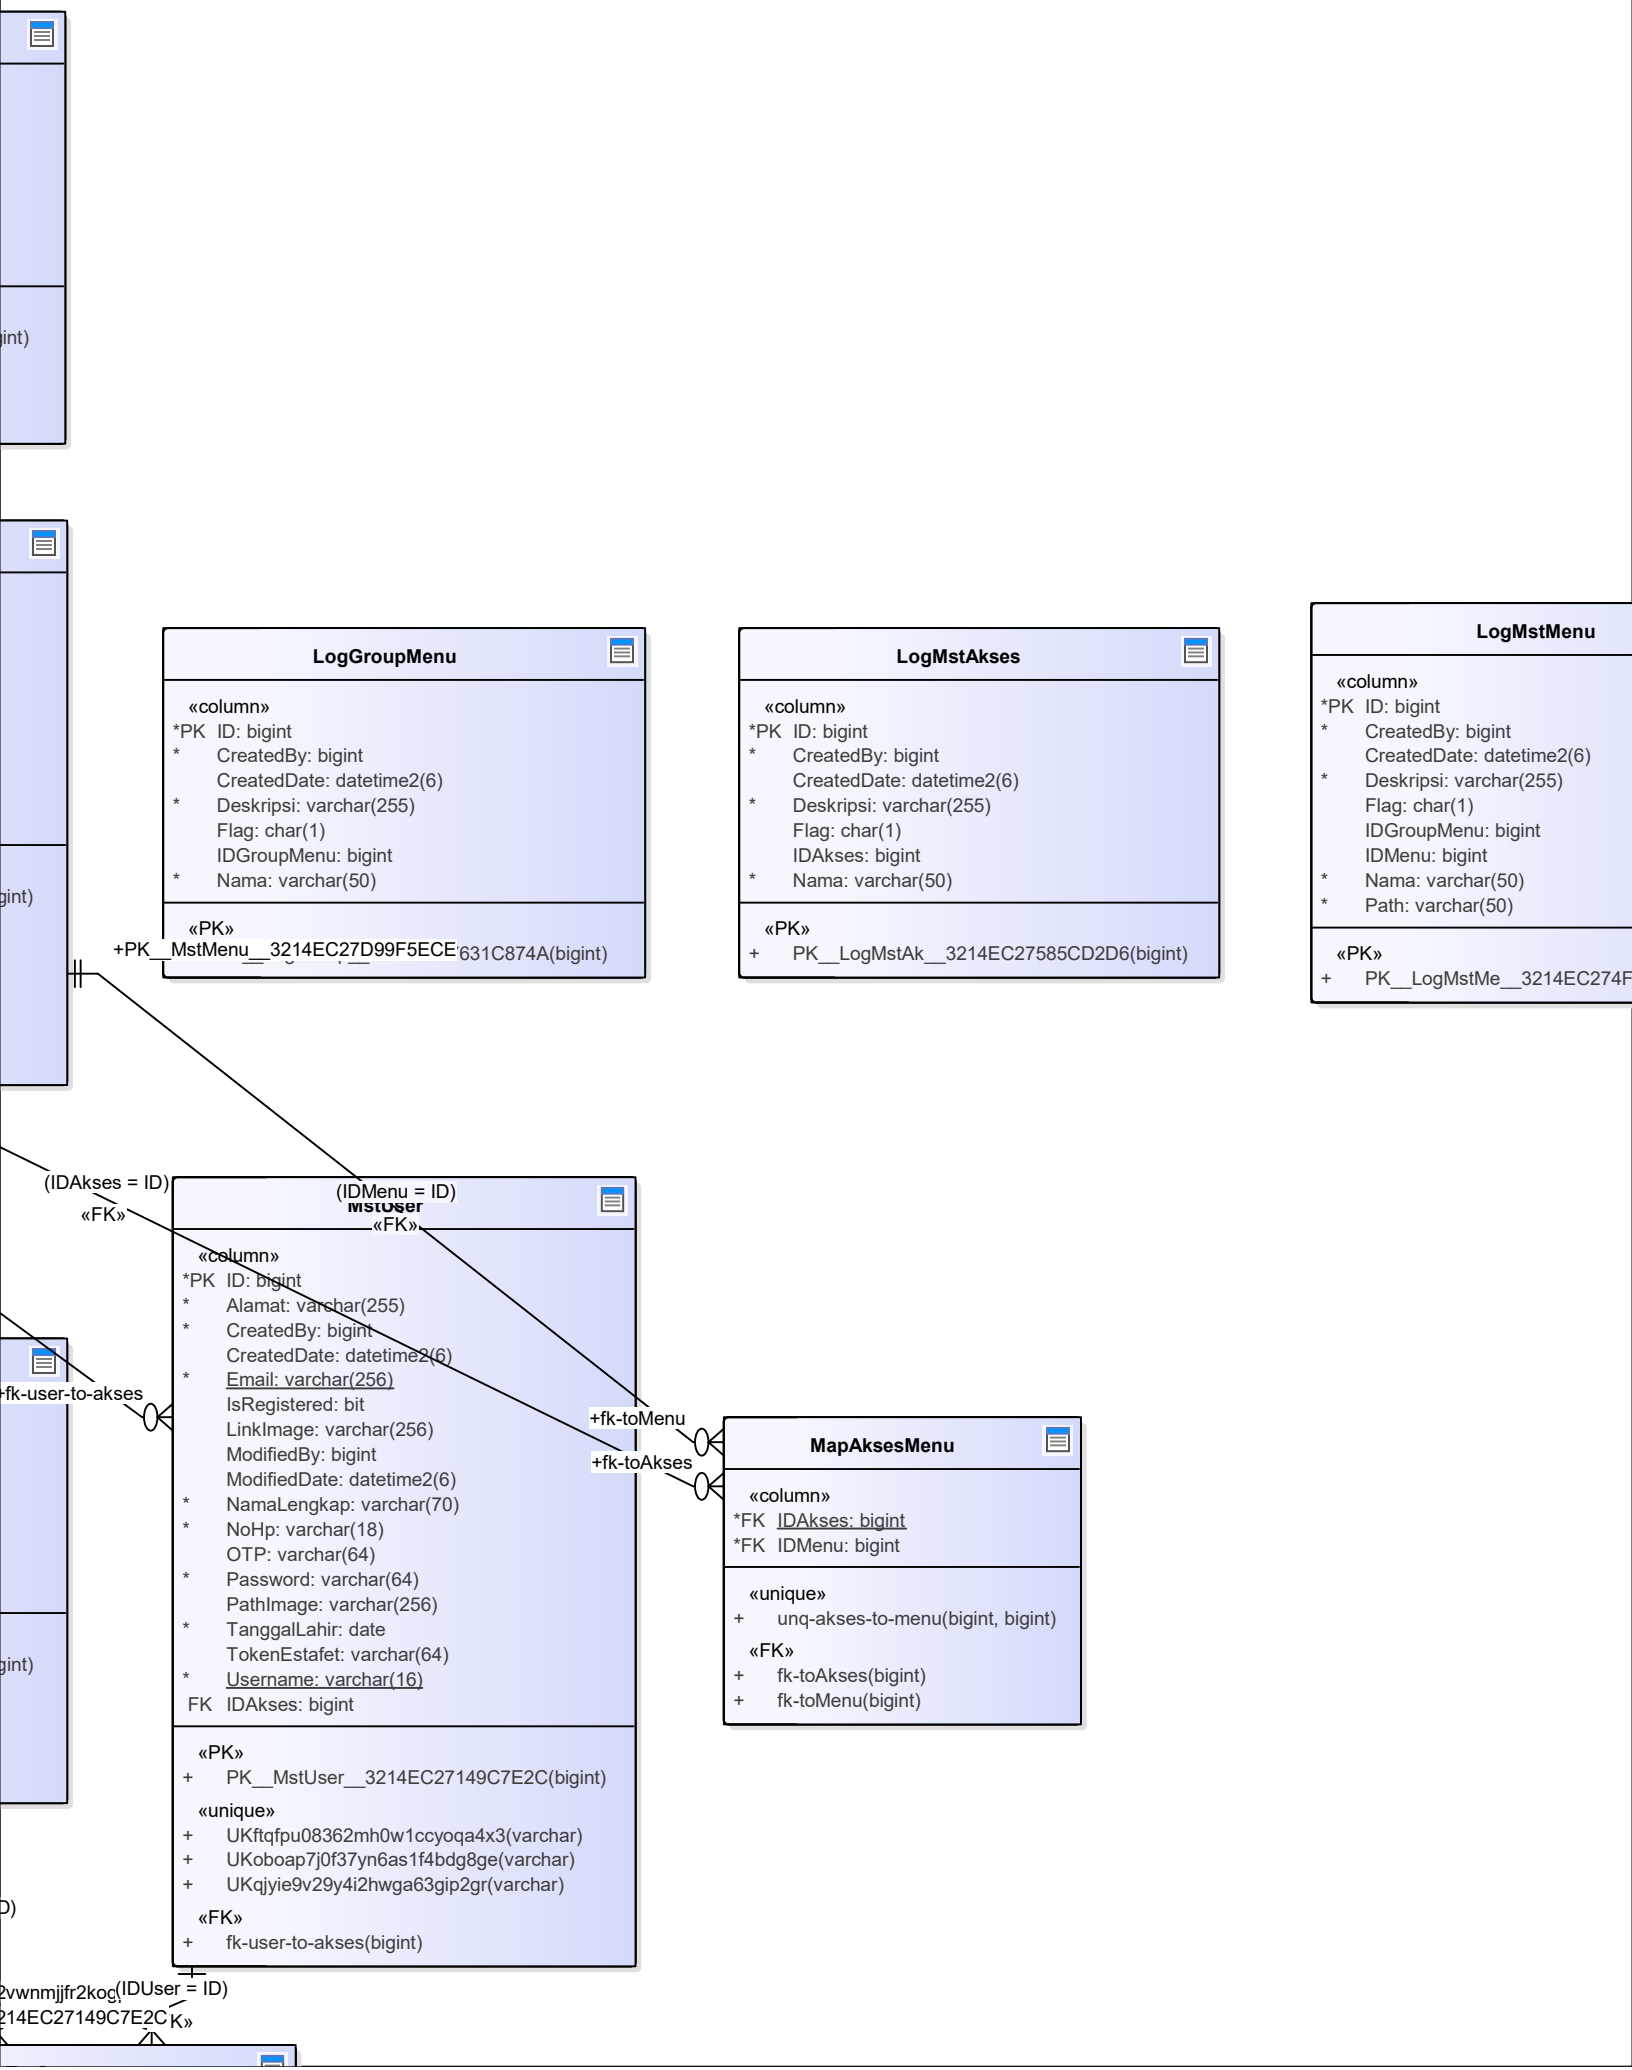 gint)
gint)
LogGroupMenu
«column»
*PK ID: bigint
* CreatedBy: bigint
CreatedDate: datetime2(6)
* Deskripsi: varchar(255)
Flag: char(1)
IDGroupMenu: bigint
* Nama: varchar(50)
«PK»
+PK__MstMenu__3214EC27D99F5ECE
631C874A(bigint)
LogMstAkses
«column»
*PK ID: bigint
* CreatedBy: bigint
CreatedDate: datetime2(6)
* Deskripsi: varchar(255)
Flag: char(1)
IDAkses: bigint
* Nama: varchar(50)
«PK»
+ PK__LogMstAk__3214EC27585CD2D6(bigint)
LogMstMenu
«column»
*PK ID: bigint
* CreatedBy: bigint
CreatedDate: datetime2(6)
* Deskripsi: varchar(255)
Flag: char(1)
IDGroupMenu: bigint
IDMenu: bigint
* Nama: varchar(50)
* Path: varchar(50)
«PK»
+ PK__LogMstMe__3214EC274F
(IDAkses = ID)
«FK»
(IDMenu = ID)
MstUser
«FK»
«column»
*PK ID: bigint
* Alamat: varchar(255)
* CreatedBy: bigint
CreatedDate: datetime2(6)
* Email: varchar(256)
IsRegistered: bit
LinkImage: varchar(256)
ModifiedBy: bigint
ModifiedDate: datetime2(6)
* NamaLengkap: varchar(70)
* NoHp: varchar(18)
OTP: varchar(64)
* Password: varchar(64)
PathImage: varchar(256)
* TanggalLahir: date
TokenEstafet: varchar(64)
* Username: varchar(16)
FK IDAkses: bigint
«PK»
+ PK__MstUser__3214EC27149C7E2C(bigint)
«unique»
+ UKftqfpu08362mh0w1ccyoqa4x3(varchar)
+ UKoboap7j0f37yn6as1f4bdg8ge(varchar)
+ UKqjyie9v29y4i2hwga63gip2gr(varchar)
«FK»
+ fk-user-to-akses(bigint)
+fk-user-to-akses
+fk-toMenu
+fk-toAkses
MapAksesMenu
«column»
*FK IDAkses: bigint
*FK IDMenu: bigint
«unique»
+ unq-akses-to-menu(bigint, bigint)
«FK»
+ fk-toAkses(bigint)
+ fk-toMenu(bigint)
gint)
D)
2vwnmjjfr2kog
(IDUser = ID)
214EC27149C7E2C
K»